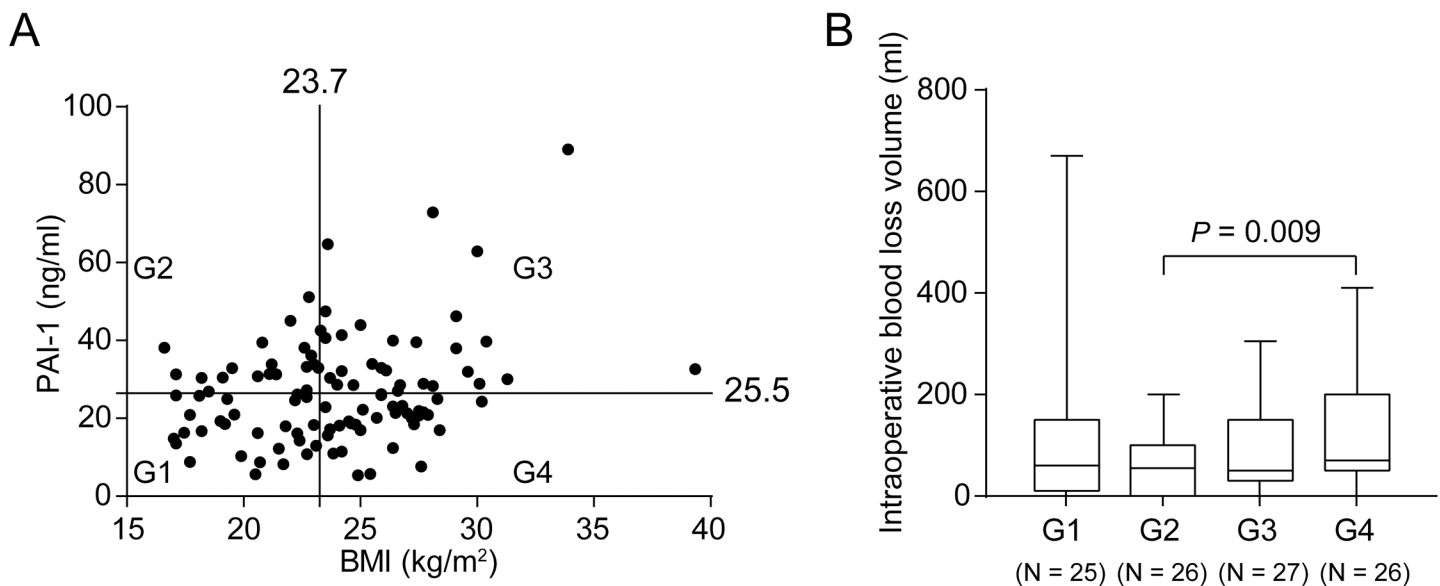 A
23.7
PAI-1 (ng/ml)
100
80
60
40
20
0
G2
G3
G1
G4
25.5
15
20
25
30
35
40
BMI (kg/m²)
B
Intraoperative blood loss volume (ml)
800
600
400
200
0
P = 0.009
G1
G2
G3
G4
(N = 25)
(N = 26)
(N = 27)
(N = 26)